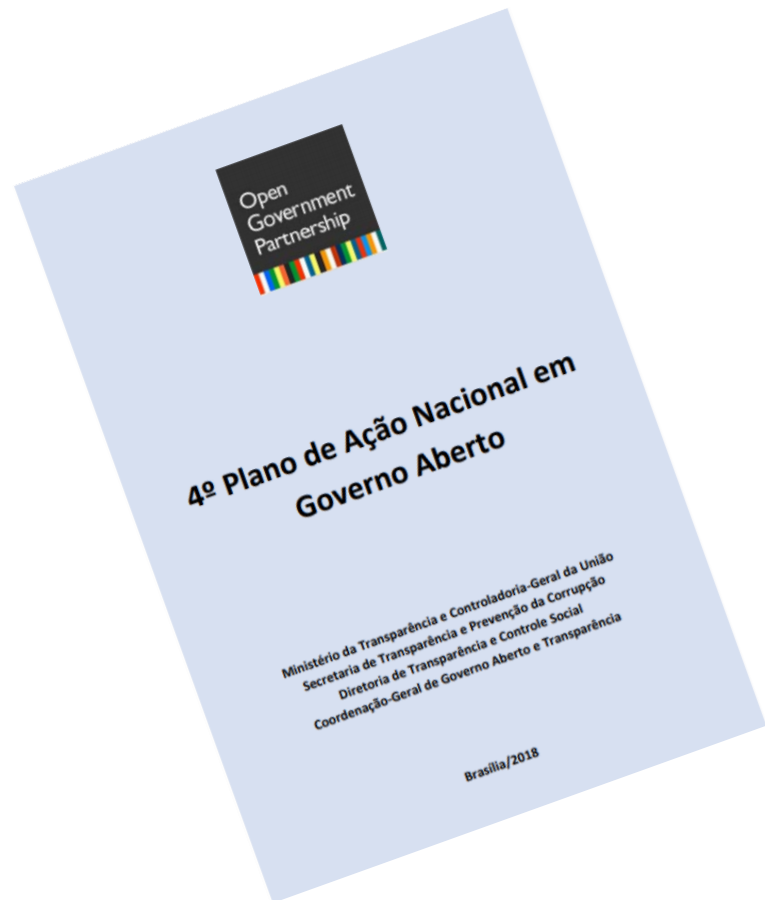 Open
Government
Partnership
4º Plano de Ação Nacional em
Governo Aberto
Ministério da Transparência e Controladoria-Geral da União
Secretaria de Transparência e Prevenção da Corrupção
Diretoria de Transparência e Controle Social
Coordenação-Geral de Governo Aberto e Transparência
Brasília/2018